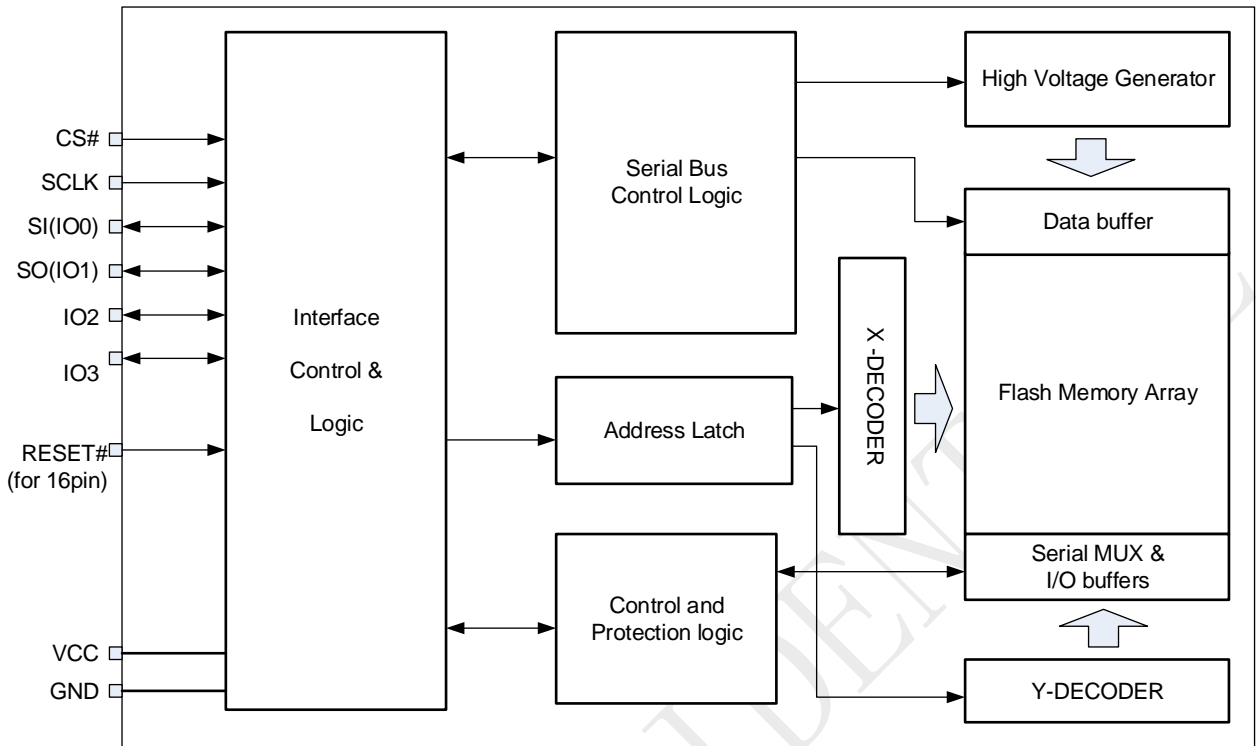 CS#
SCLK
SI(IO0)
SO(IO1)
IO2
IO3
RESET#
(for 16pin)
VCC
GND
Interface
Control &
Logic
Serial Bus
Control Logic
Address Latch
Control and
Protection logic
X -DECODER
High Voltage Generator
Data buffer
Flash Memory Array
Serial MUX &
I/O buffers
Y-DECODER